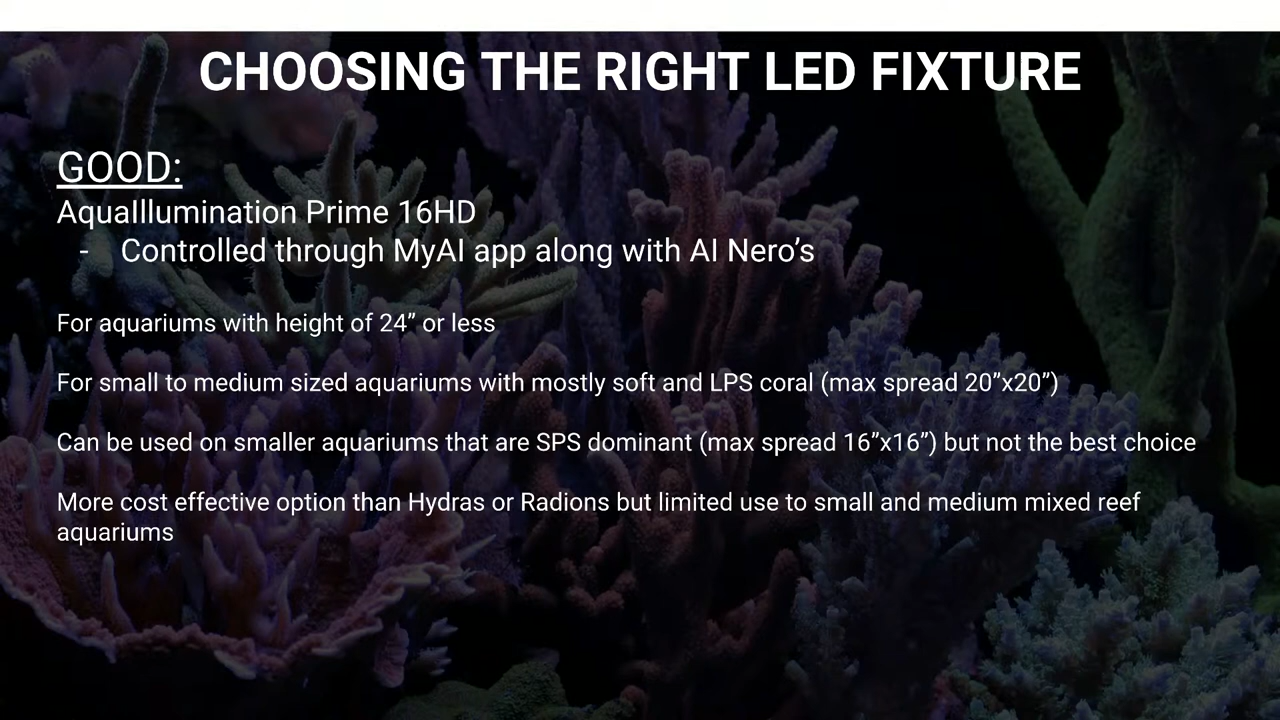 CHOOSING THE RIGHT LED FIXTURE
GOOD:
AquaIllumination Prime 16HD
- Controlled through MyAI app along with AI Nero’s
For aquariums with height of 24” or less
For small to medium sized aquariums with mostly soft and LPS coral (max spread 20”x20”)
Can be used on smaller aquariums that are SPS dominant (max spread 16”x16”) but not the best choice
More cost effective option than Hydras or Radions but limited use to small and medium mixed reef
aquariums